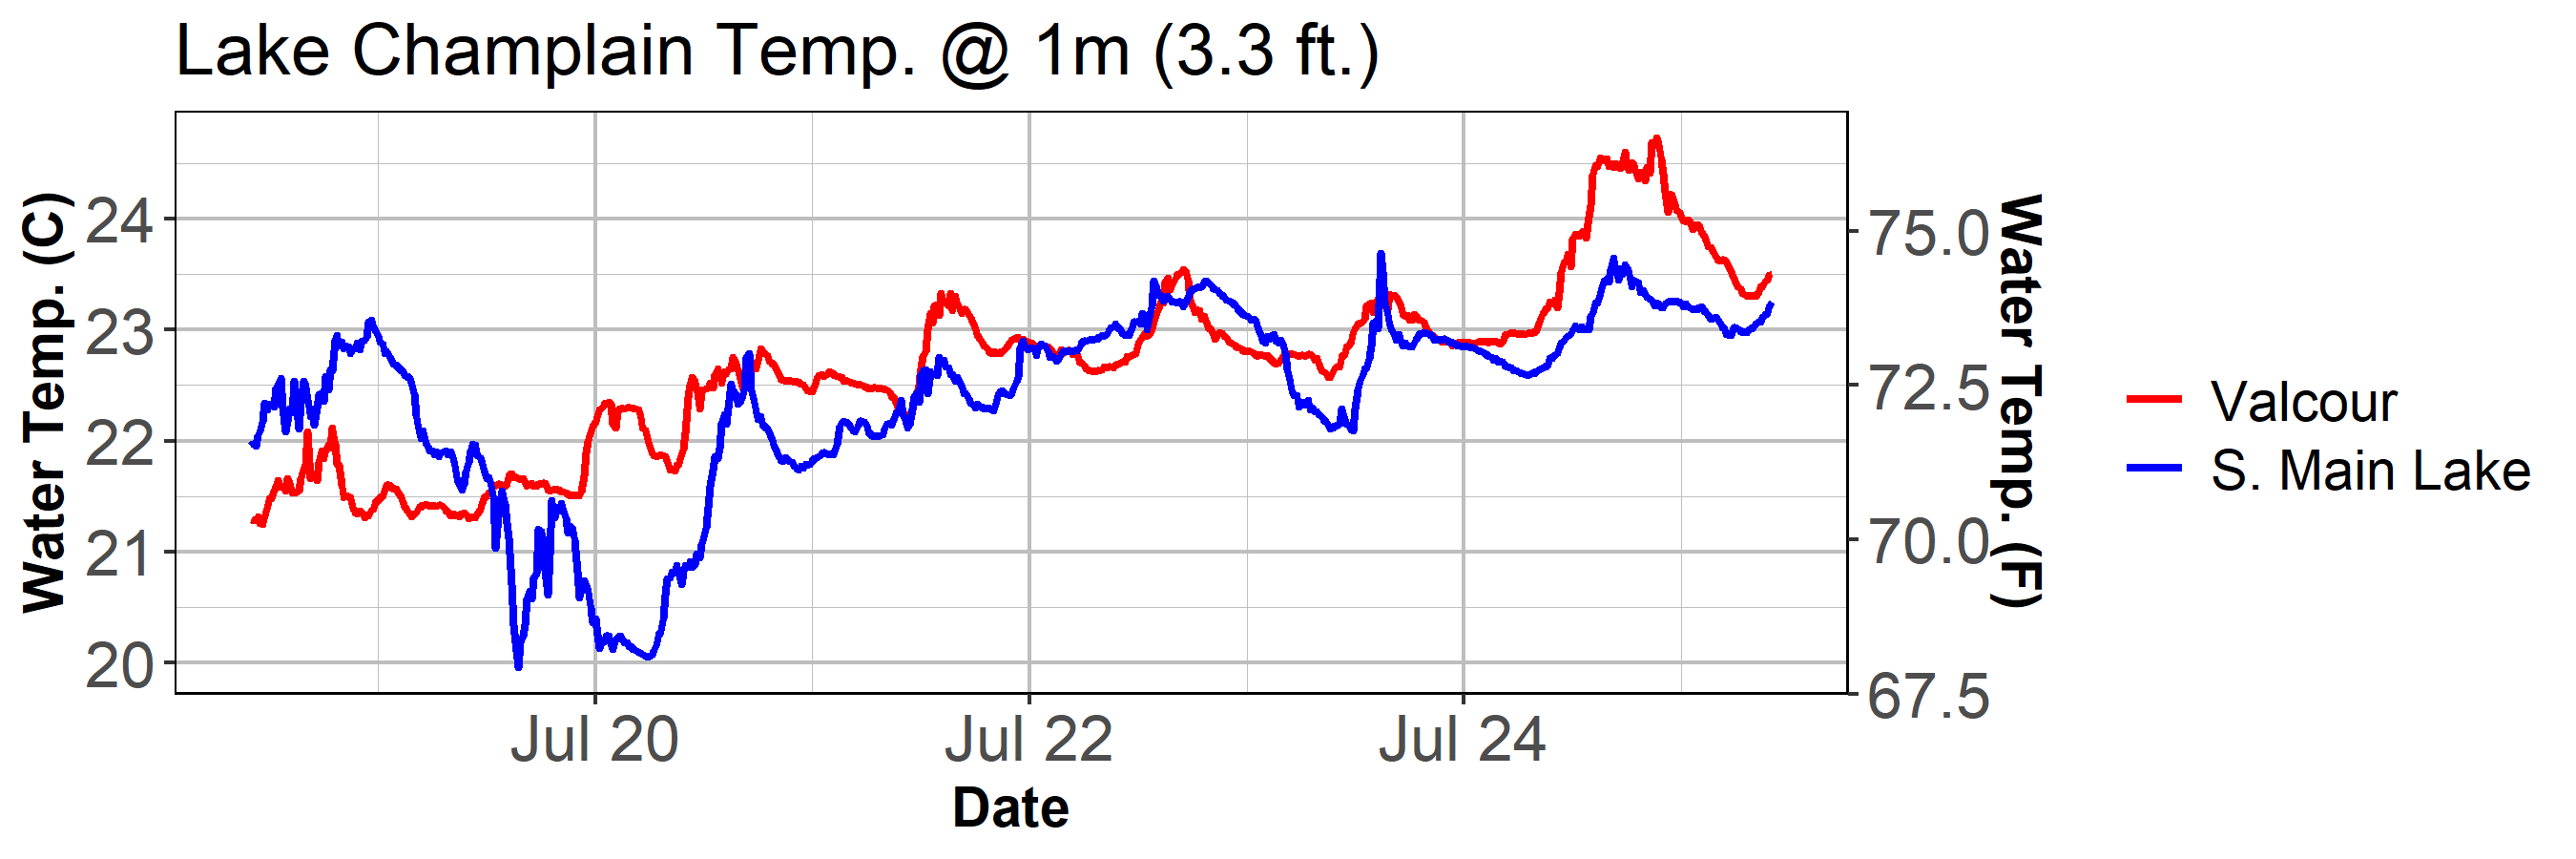 Lake Champlain Temp. @ 1m (3.3 ft.)
Water Temp. (C)
24
23
22
21
20
75.0
72.5
70.0
67.5
Water Temp. (F)
Jul 20
Jul 22
Jul 24
Date
Valcour
S. Main Lake